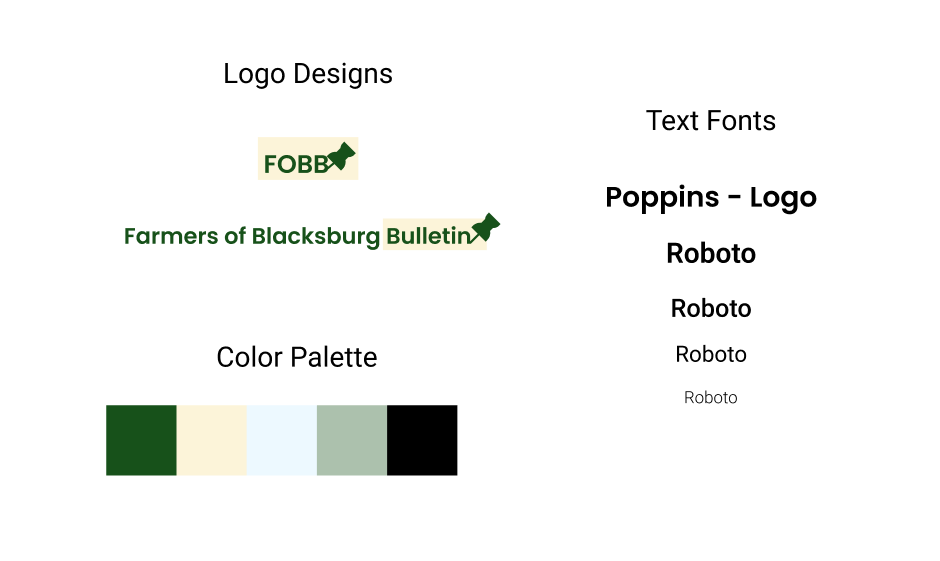 Logo Designs
FOBB
Farmers of Blacksburg Bulletin
Color Palette
Text Fonts
Poppins - Logo
Roboto
Roboto
Roboto
Roboto